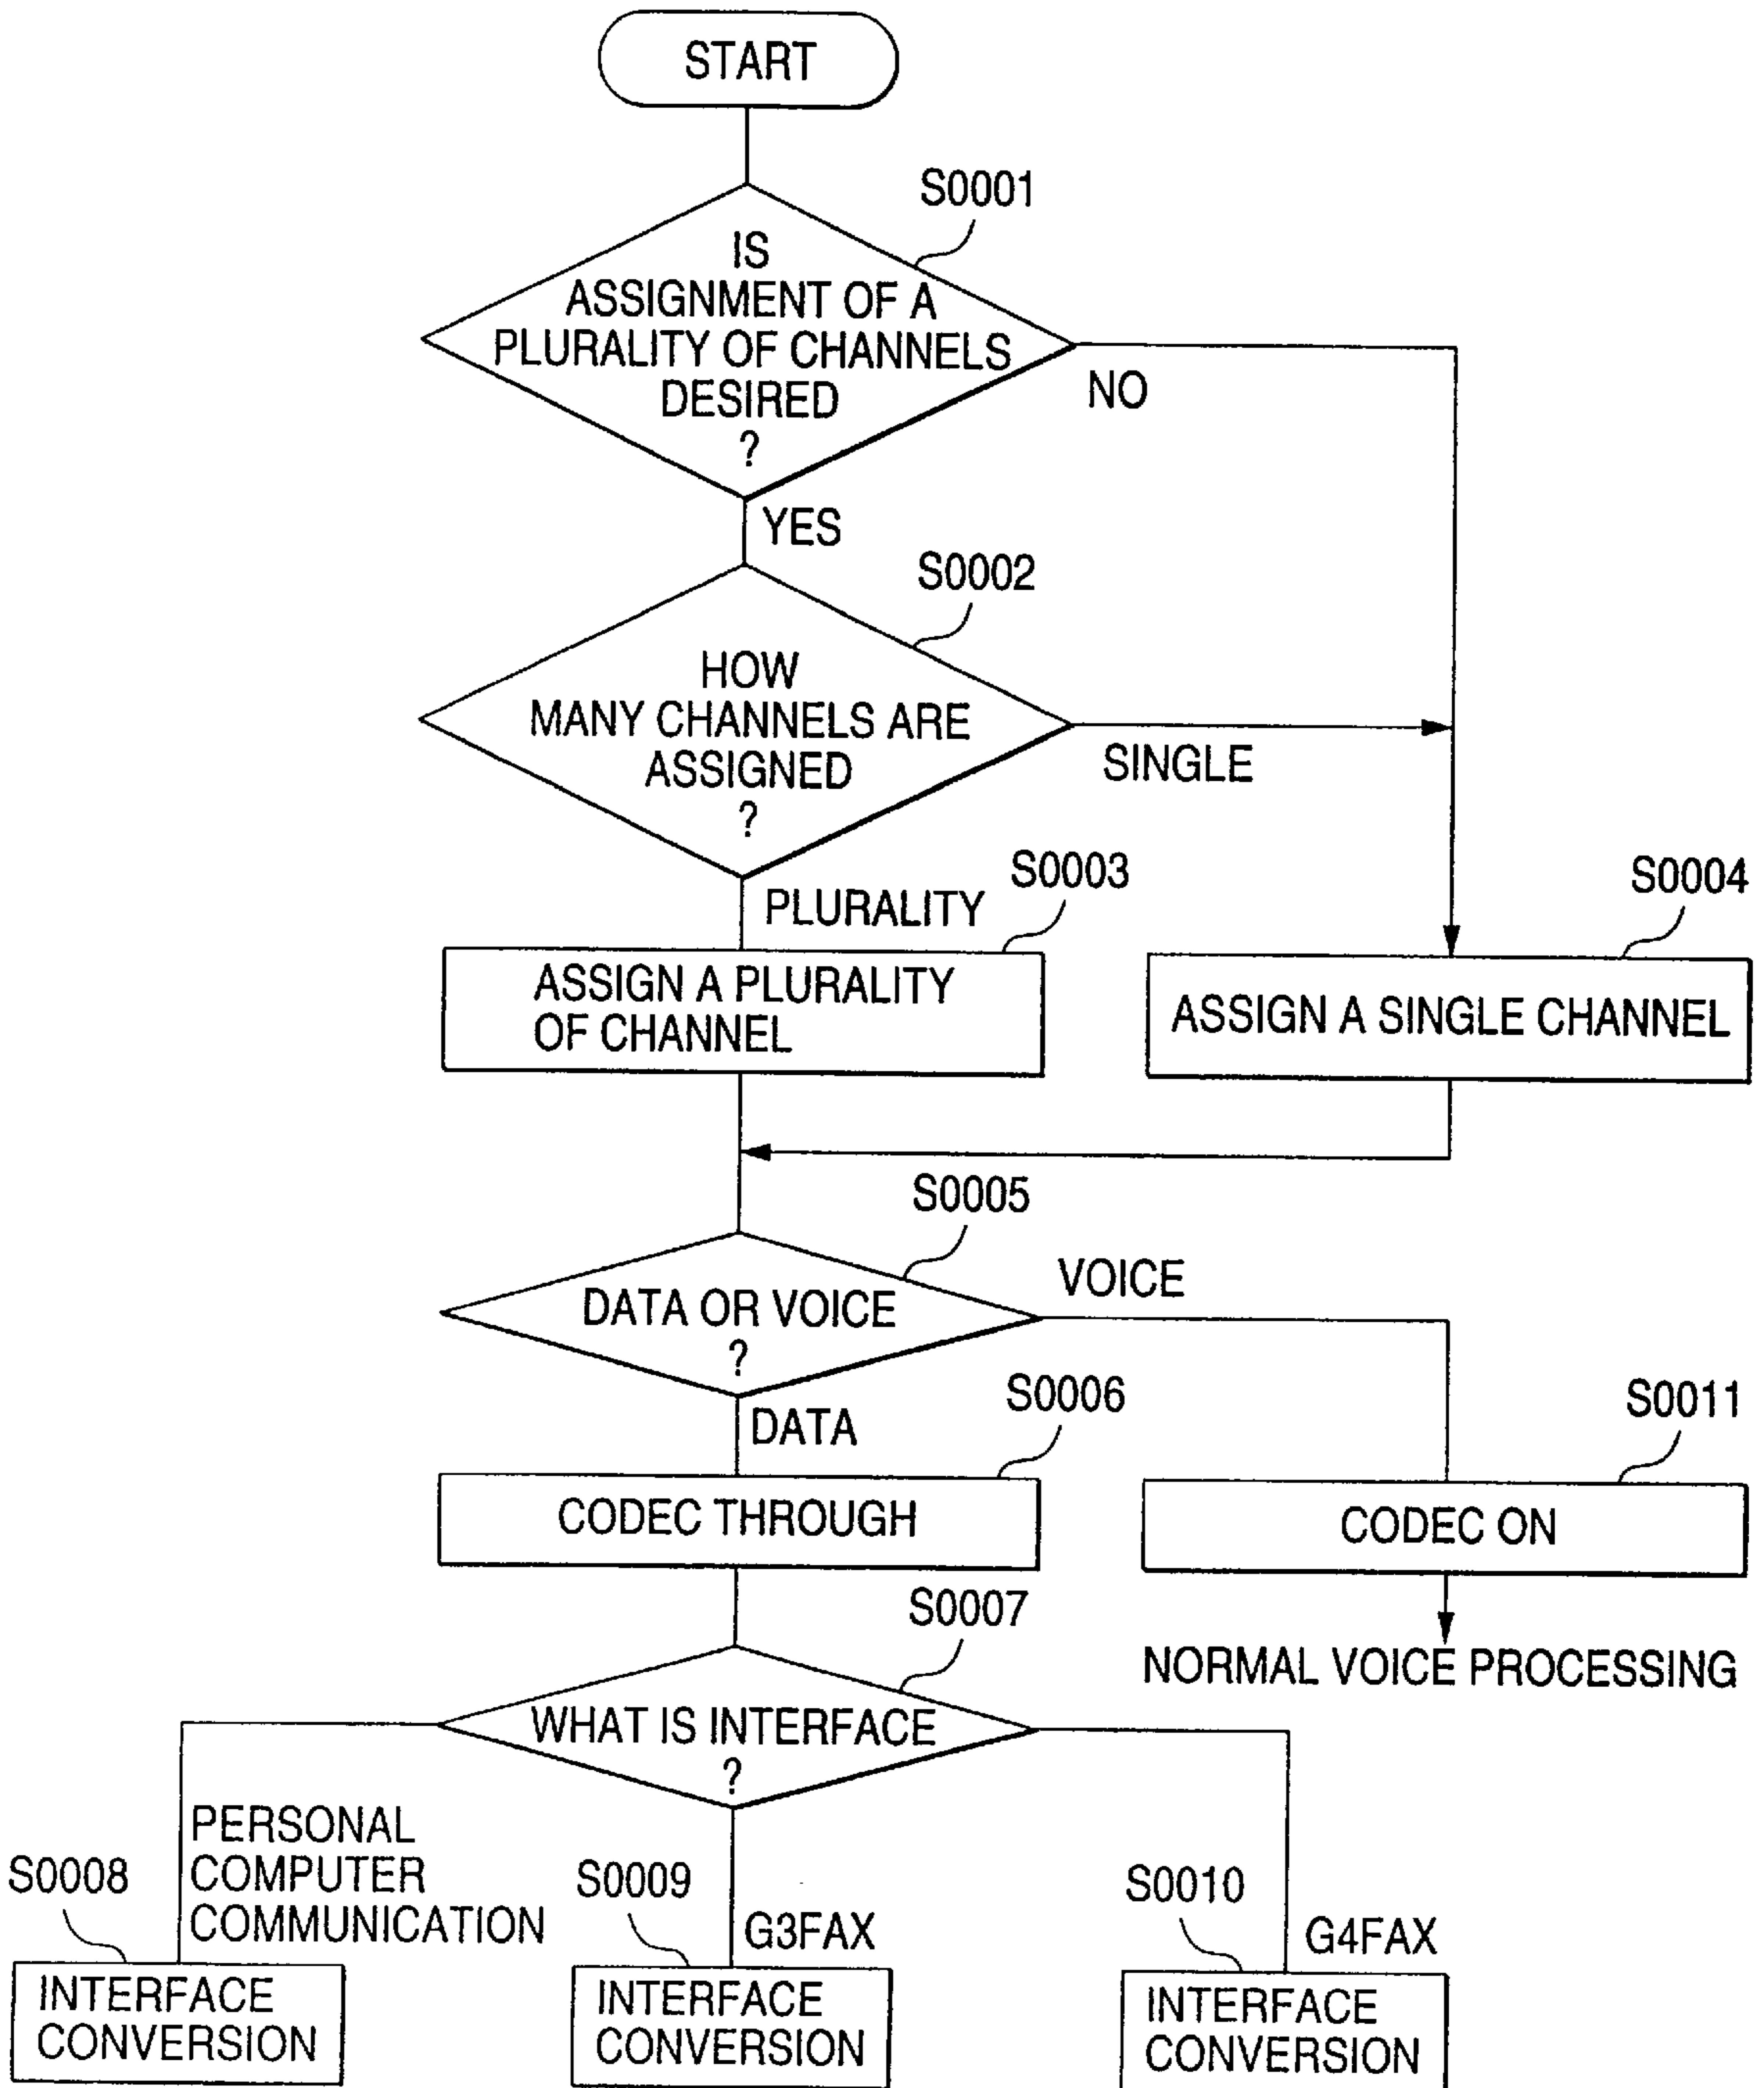 START
S0001
IS
ASSIGNMENT OF A
PLURALITY OF CHANNELS
DESIRED
?
NO
YES
S0002
HOW
MANY CHANNELS ARE
ASSIGNED
?
SINGLE
PLURALITY
S0003
ASSIGN A PLURALITY
OF CHANNEL
S0004
ASSIGN A SINGLE CHANNEL
S0005
DATA OR VOICE
?
VOICE
DATA
S0006
CODEC THROUGH
S0011
CODEC ON
NORMAL VOICE PROCESSING
S0007
WHAT IS INTERFACE
?
PERSONAL
COMPUTER
COMMUNICATION
S0008
INTERFACE
CONVERSION
S0009
G3FAX
INTERFACE
CONVERSION
S0010
G4FAX
INTERFACE
CONVERSION